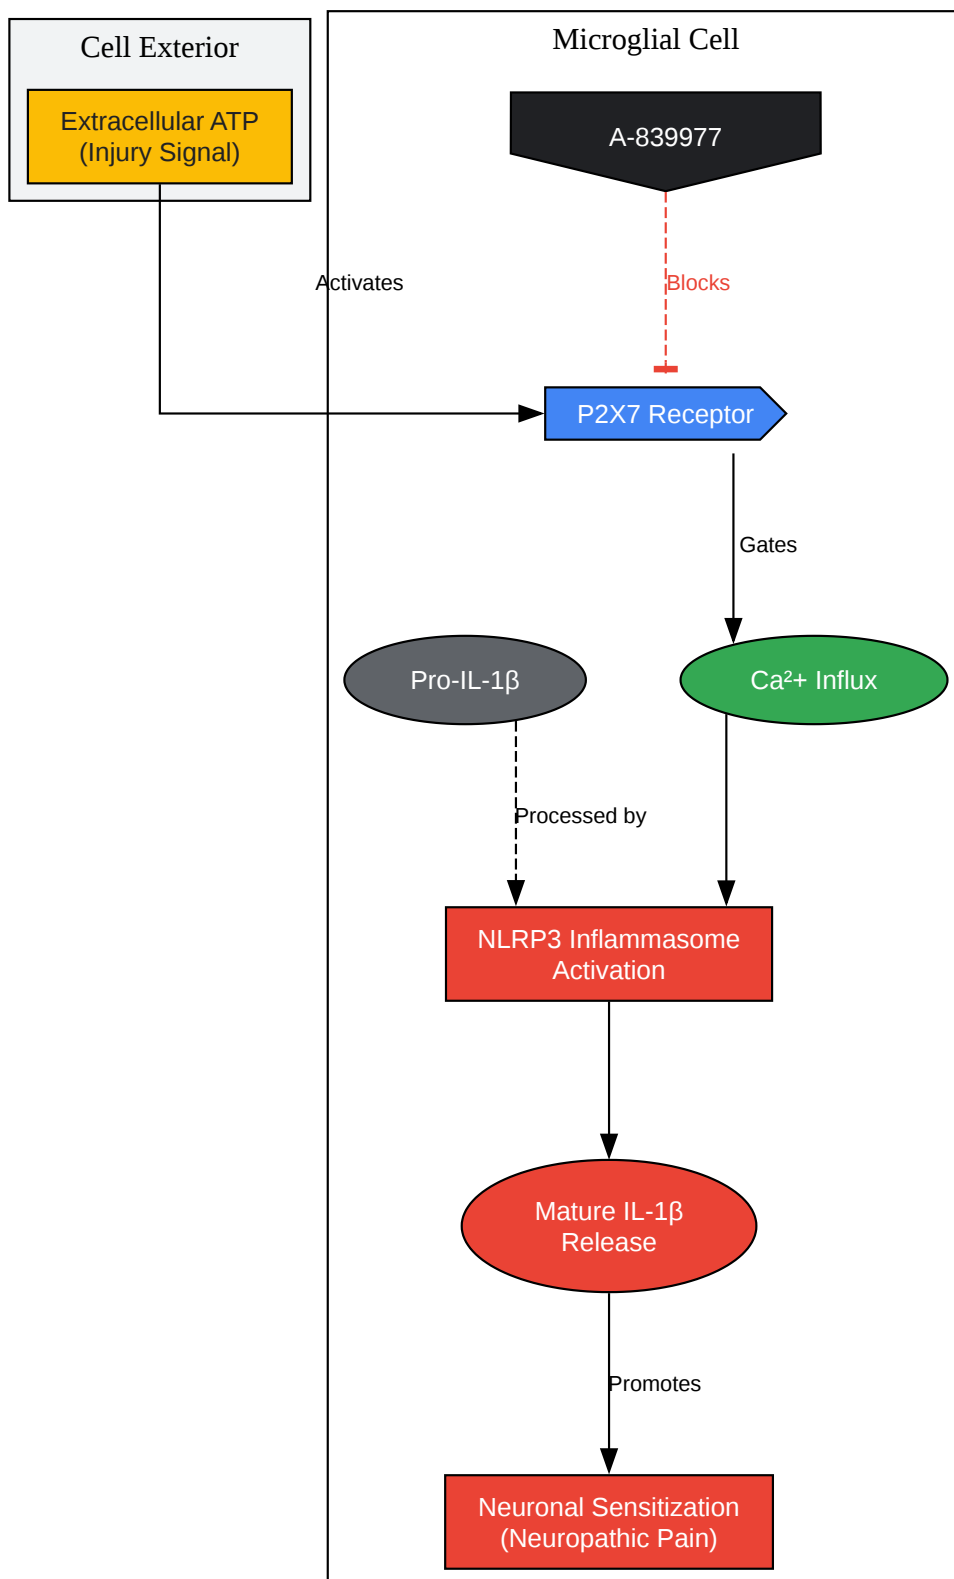 Cell Exterior
Extracellular ATP
(Injury Signal)
Microglial Cell
A-839977
Activates
Blocks
P2X7 Receptor
Gates
Pro-IL-1β
Ca²+ Influx
Processed by
NLRP3 Inflammasome
Activation
Mature IL-1β
Release
Promotes
Neuronal Sensitization
(Neuropathic Pain)